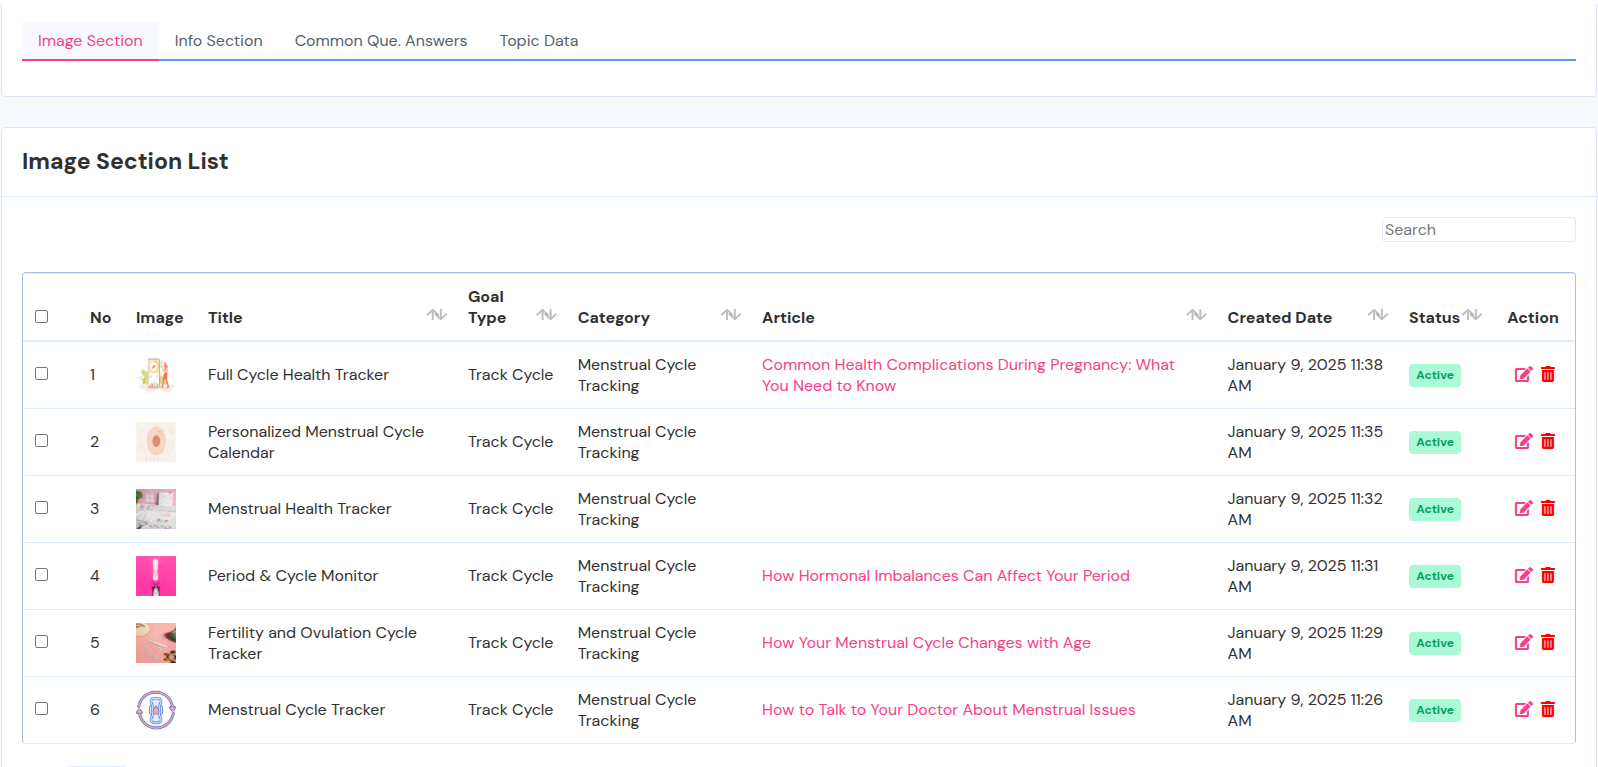 Image Section Info Section Common Que. Answers Topic Data
Image Section List
Search
No Image Title Goal Type Category Article Created Date Status Action
1 Full Cycle Health Tracker Track Cycle Menstrual Cycle Tracking Common Health Complications During Pregnancy: What You Need to Know January 9, 2025 11:38 AM Active
2 Personalized Menstrual Cycle Calendar Track Cycle Menstrual Cycle Tracking January 9, 2025 11:35 AM Active
3 Menstrual Health Tracker Track Cycle Menstrual Cycle Tracking January 9, 2025 11:32 AM Active
4 Period & Cycle Monitor Track Cycle Menstrual Cycle Tracking How Hormonal Imbalances Can Affect Your Period January 9, 2025 11:31 AM Active
5 Fertility and Ovulation Cycle Tracker Track Cycle Menstrual Cycle Tracking How Your Menstrual Cycle Changes with Age January 9, 2025 11:29 AM Active
6 Menstrual Cycle Tracker Track Cycle Menstrual Cycle Tracking How to Talk to Your Doctor About Menstrual Issues January 9, 2025 11:26 AM Active